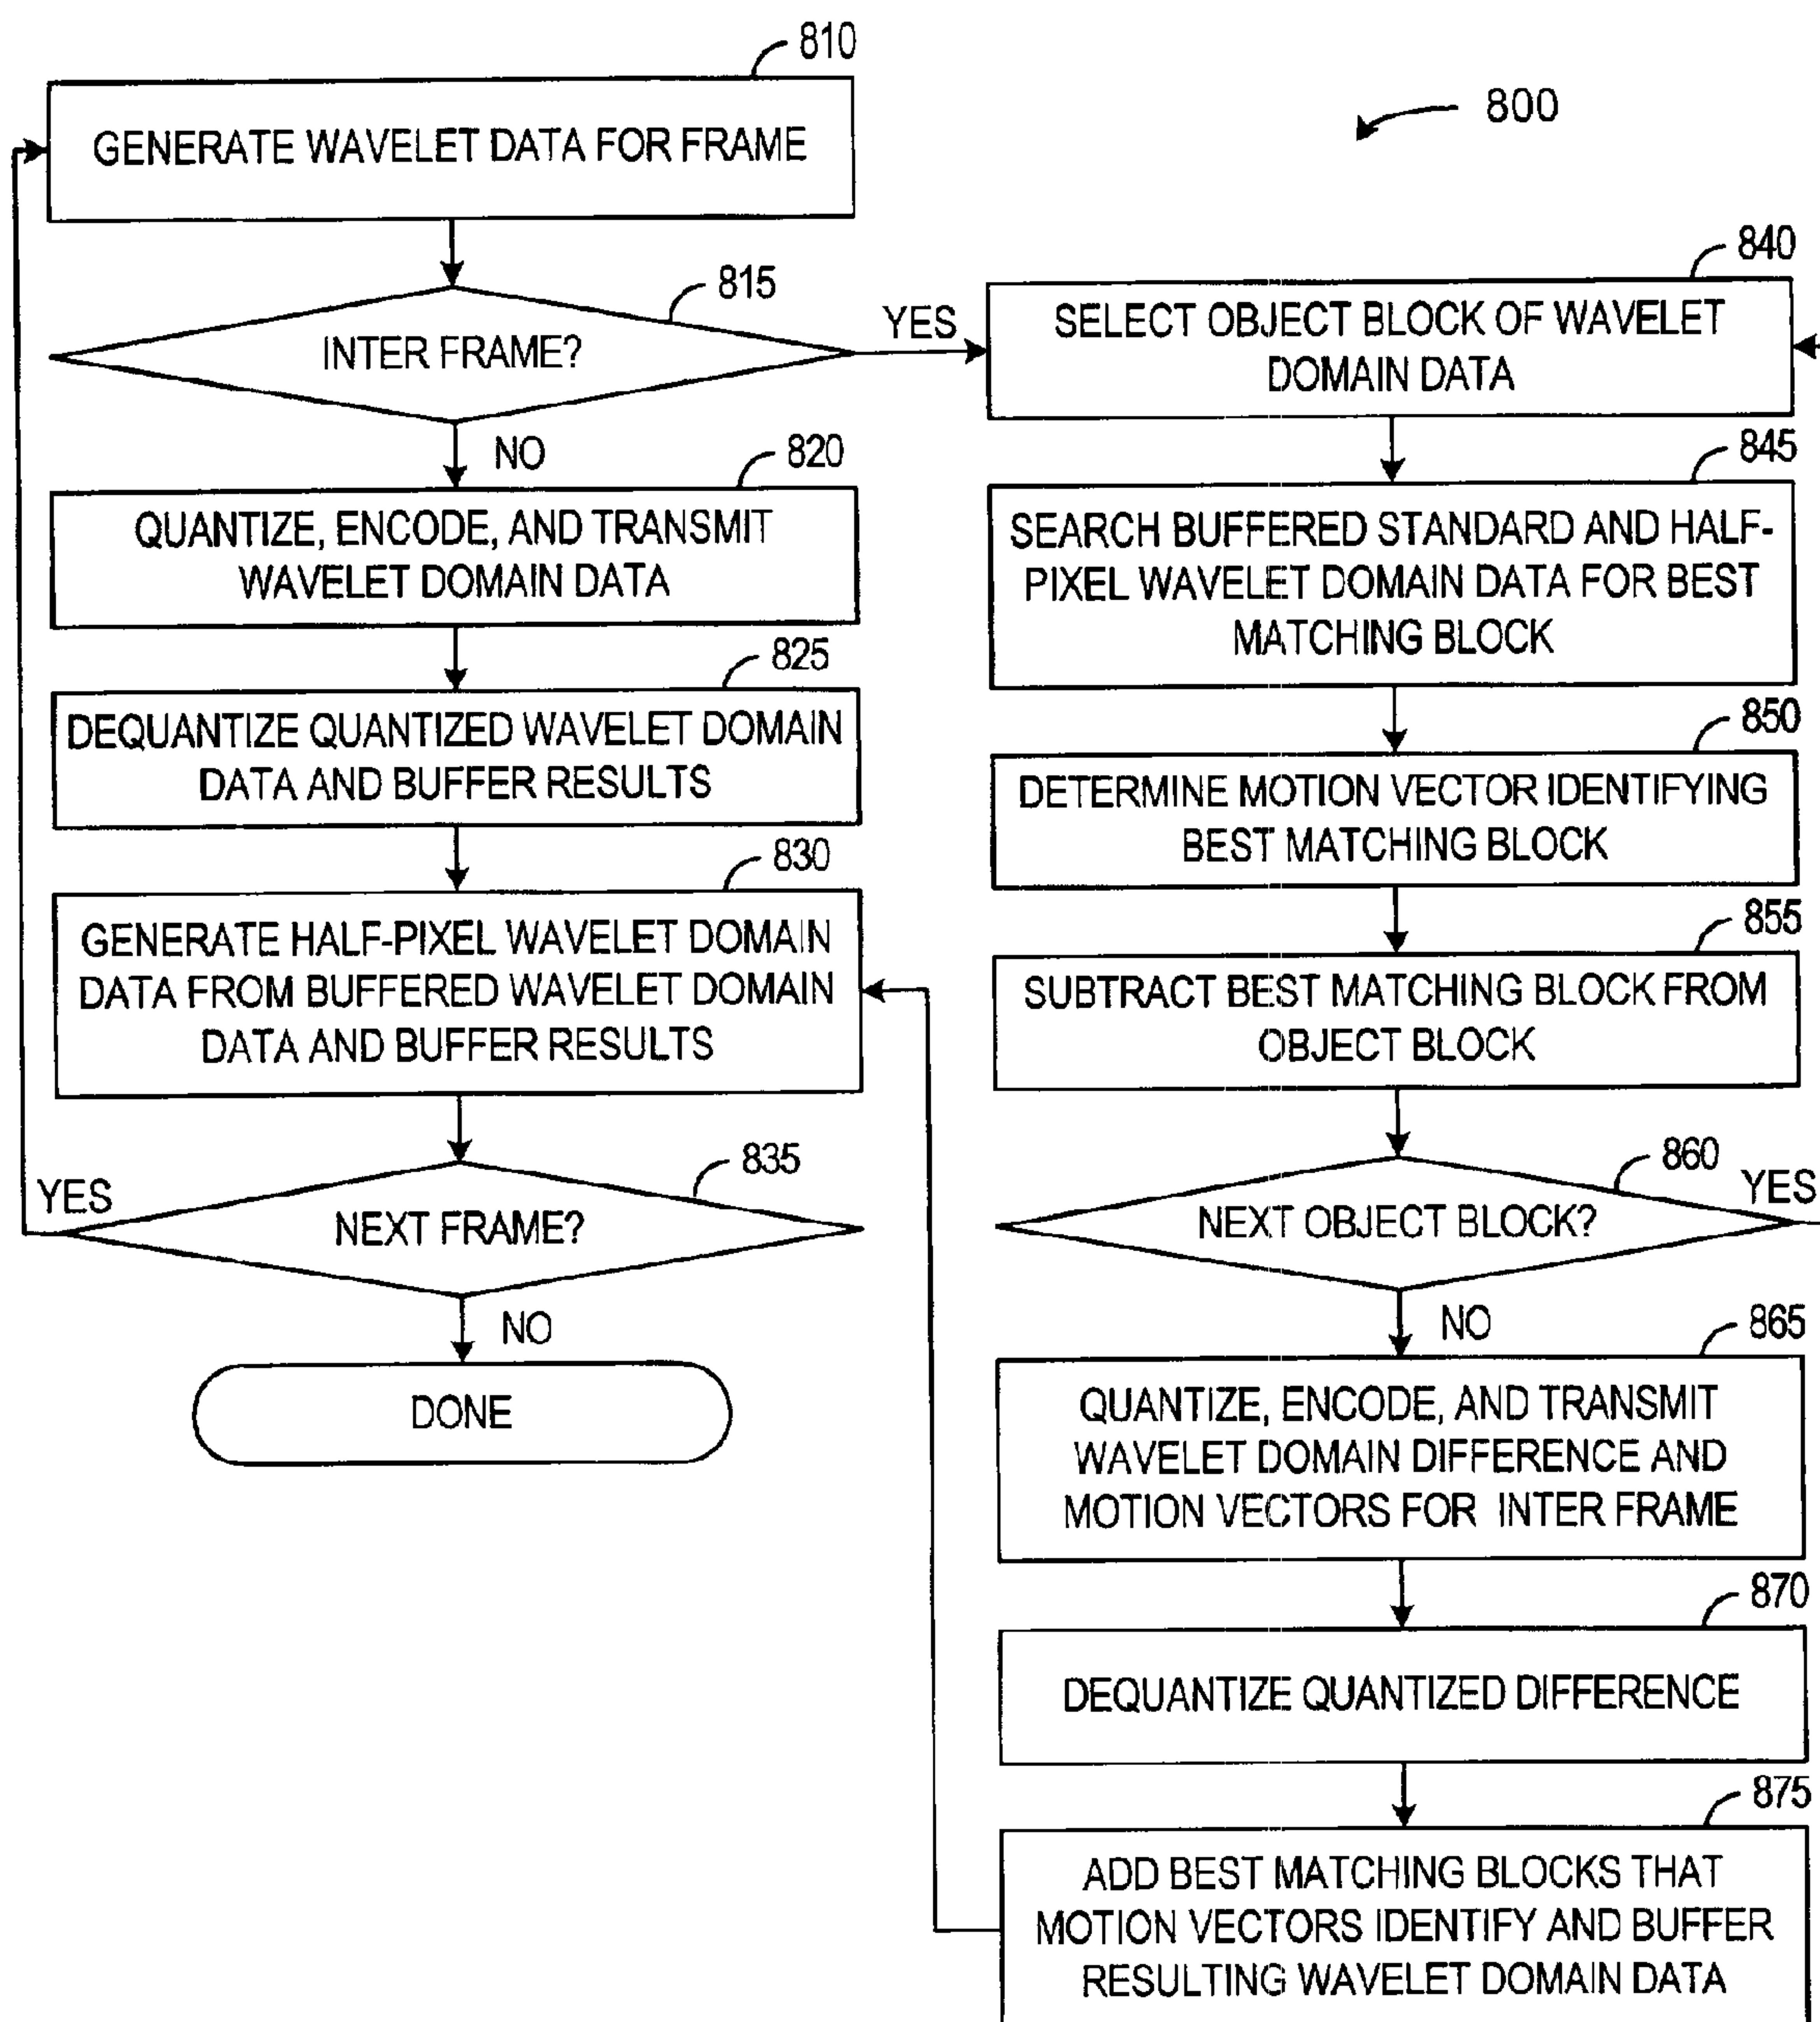 810
GENERATE WAVELET DATA FOR FRAME
800
815
INTER FRAME?
YES
NO
820
QUANTIZE, ENCODE, AND TRANSMIT
WAVELET DOMAIN DATA
825
DEQUANTIZE QUANTIZED WAVELET DOMAIN
DATA AND BUFFER RESULTS
830
GENERATE HALF-PIXEL WAVELET DOMAIN
DATA FROM BUFFERED WAVELET DOMAIN
DATA AND BUFFER RESULTS
835
YES
NEXT FRAME?
NO
DONE
840
SELECT OBJECT BLOCK OF WAVELET
DOMAIN DATA
845
SEARCH BUFFERED STANDARD AND HALF-
PIXEL WAVELET DOMAIN DATA FOR BEST
MATCHING BLOCK
850
DETERMINE MOTION VECTOR IDENTIFYING
BEST MATCHING BLOCK
855
SUBTRACT BEST MATCHING BLOCK FROM
OBJECT BLOCK
860
YES
NEXT OBJECT BLOCK?
NO
865
QUANTIZE, ENCODE, AND TRANSMIT
WAVELET DOMAIN DIFFERENCE AND
MOTION VECTORS FOR INTER FRAME
870
DEQUANTIZE QUANTIZED DIFFERENCE
875
ADD BEST MATCHING BLOCKS THAT
MOTION VECTORS IDENTIFY AND BUFFER
RESULTING WAVELET DOMAIN DATA